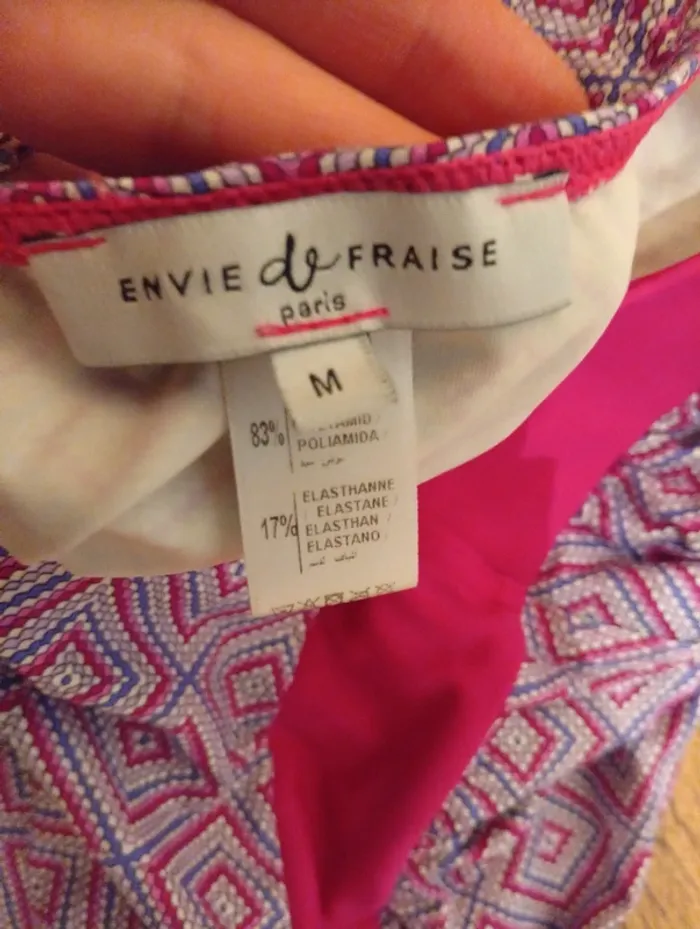 ENVIE de FRAISE
paris
M
83%
POLIAMIDA
17%
ELASTHANNE /
ELASTANE /
ELASTHAN /
ELASTANO /